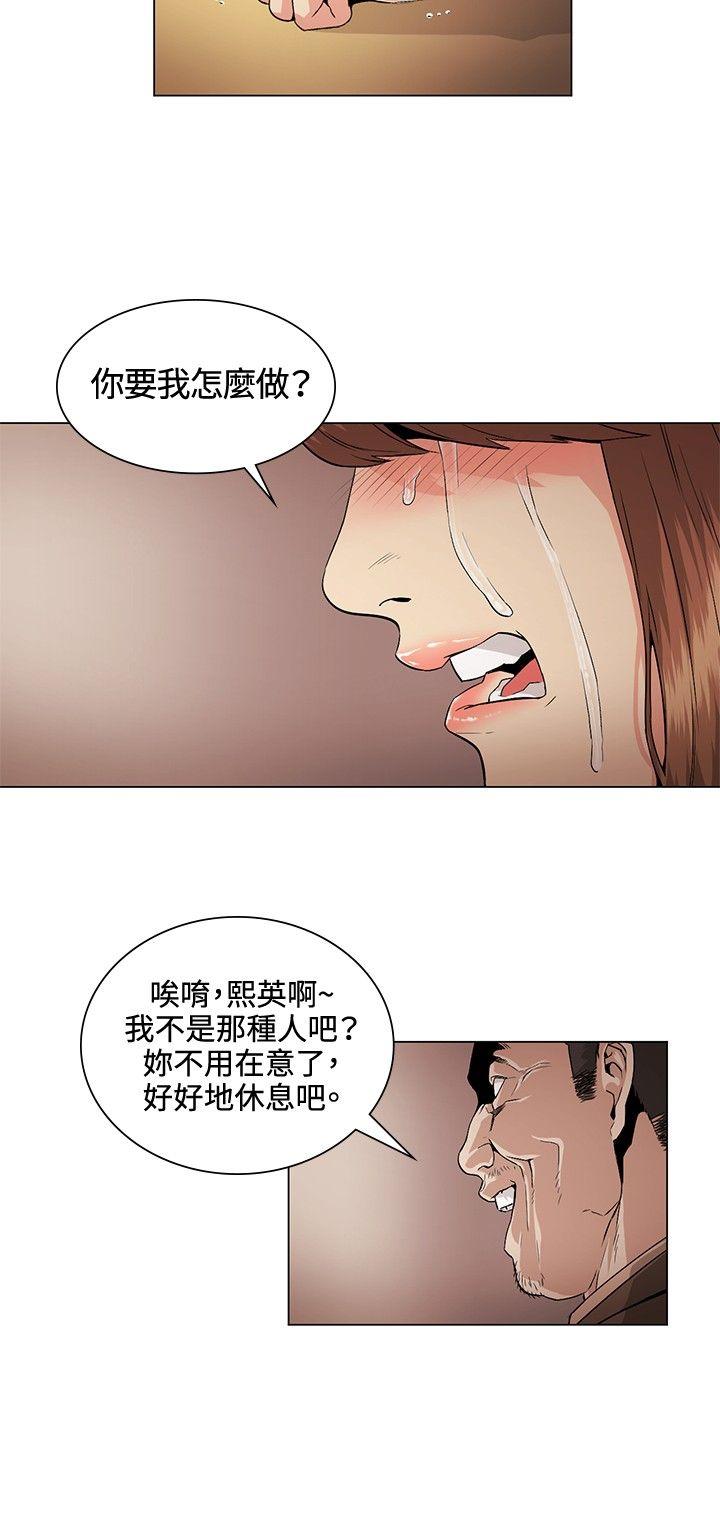 你要我怎麼做？
唉唷，熙英啊~
我不是那種人吧？
妳不用在意了，
好好地休息吧。